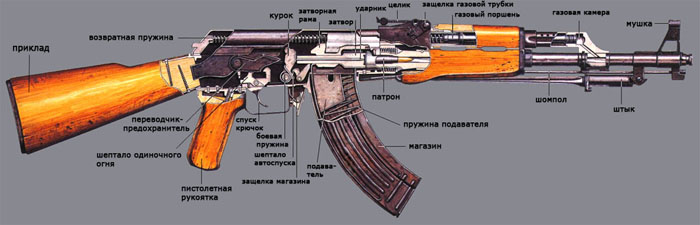 целик
защелка газовой трубки
курок
затворная
рама
ударник
газовый поршень
газовая камера
мушка
затвор
возвратная пружина
приклад
патрон
шомпол
штык
переводчик-
предохранитель
спуск
крючок
боевая
пружина
пружина подавателя
шептало одиночного
огня
шептало
автоспуска
магазин
подава-
тель
защелка магазина
пистолетная
рукоятка